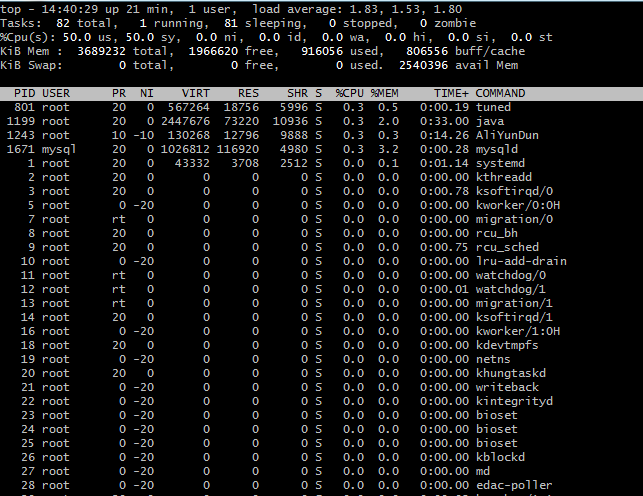 top - 14:40:29 up 21 min,  1 user,  load average: 1.83, 1.53, 1.80
Tasks:  82 total,   1 running,  81 sleeping,   0 stopped,   0 zombie
%Cpu(s): 50.0 us, 50.0 sy,  0.0 ni,  0.0 id,  0.0 wa,  0.0 hi,  0.0 si,  0.0 st
KiB Mem :  3689232 total,  1966620 free,   916056 used,   806556 buff/cache
KiB Swap:        0 total,        0 free,        0 used.  2540396 avail Mem
PID USER      PR  NI    VIRT    RES    SHR S  %CPU %MEM     TIME+ COMMAND
801 root      20   0  567264  18756   5996 S   0.3  0.5   0:00.19 tuned
1199 root      20   0 2447676  73220  10936 S   0.3  2.0   0:33.00 java
1243 root      10 -10  130268  12796   9888 S   0.3  0.3   0:14.26 AliYunDun
1671 mysql     20   0 1026812 116920   4980 S   0.3  3.2   0:00.28 mysqld
1 root      20   0   43332   3708   2512 S   0.0  0.1   0:01.14 systemd
2 root      20   0       0      0      0 S   0.0  0.0   0:00.00 kthreadd
3 root      20   0       0      0      0 S   0.0  0.0   0:00.78 ksoftirqd/0
5 root       0 -20       0      0      0 S   0.0  0.0   0:00.00 kworker/0:0H
7 root      rt   0       0      0      0 S   0.0  0.0   0:00.00 migration/0
8 root      20   0       0      0      0 S   0.0  0.0   0:00.00 rcu_bh
9 root      20   0       0      0      0 S   0.0  0.0   0:00.75 rcu_sched
10 root       0 -20       0      0      0 S   0.0  0.0   0:00.00 lru-add-drain
11 root      rt   0       0      0      0 S   0.0  0.0   0:00.00 watchdog/0
12 root      rt   0       0      0      0 S   0.0  0.0   0:00.01 watchdog/1
13 root      rt   0       0      0      0 S   0.0  0.0   0:00.00 migration/1
14 root      20   0       0      0      0 S   0.0  0.0   0:00.00 ksoftirqd/1
16 root       0 -20       0      0      0 S   0.0  0.0   0:00.00 kworker/1:0H
18 root      20   0       0      0      0 S   0.0  0.0   0:00.00 kdevtmpfs
19 root       0 -20       0      0      0 S   0.0  0.0   0:00.00 netns
20 root      20   0       0      0      0 S   0.0  0.0   0:00.00 khungtaskd
21 root       0 -20       0      0      0 S   0.0  0.0   0:00.00 writeback
22 root       0 -20       0      0      0 S   0.0  0.0   0:00.00 kintegrityd
23 root       0 -20       0      0      0 S   0.0  0.0   0:00.00 bioset
24 root       0 -20       0      0      0 S   0.0  0.0   0:00.00 bioset
25 root       0 -20       0      0      0 S   0.0  0.0   0:00.00 bioset
26 root       0 -20       0      0      0 S   0.0  0.0   0:00.00 kblockd
27 root       0 -20       0      0      0 S   0.0  0.0   0:00.00 md
28 root       0 -20       0      0      0 S   0.0  0.0   0:00.00 edac-poller